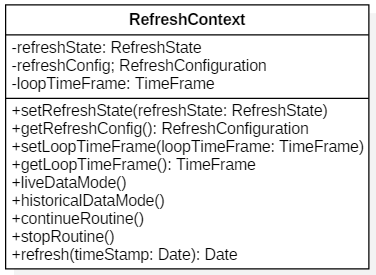 RefreshContext
-refreshState: RefreshState
-refreshConfig; RefreshConfiguration
-loopTimeFrame: TimeFrame
+setRefreshState(refreshState: RefreshState)
+getRefreshConfig(): RefreshConfiguration
+setLoopTimeFrame(loopTimeFrame: TimeFrame)
+getLoopTimeFrame(): TimeFrame
+liveDataMode()
+historicalDataMode()
+continueRoutine()
+stopRoutine()
+refresh(timeStamp: Date): Date